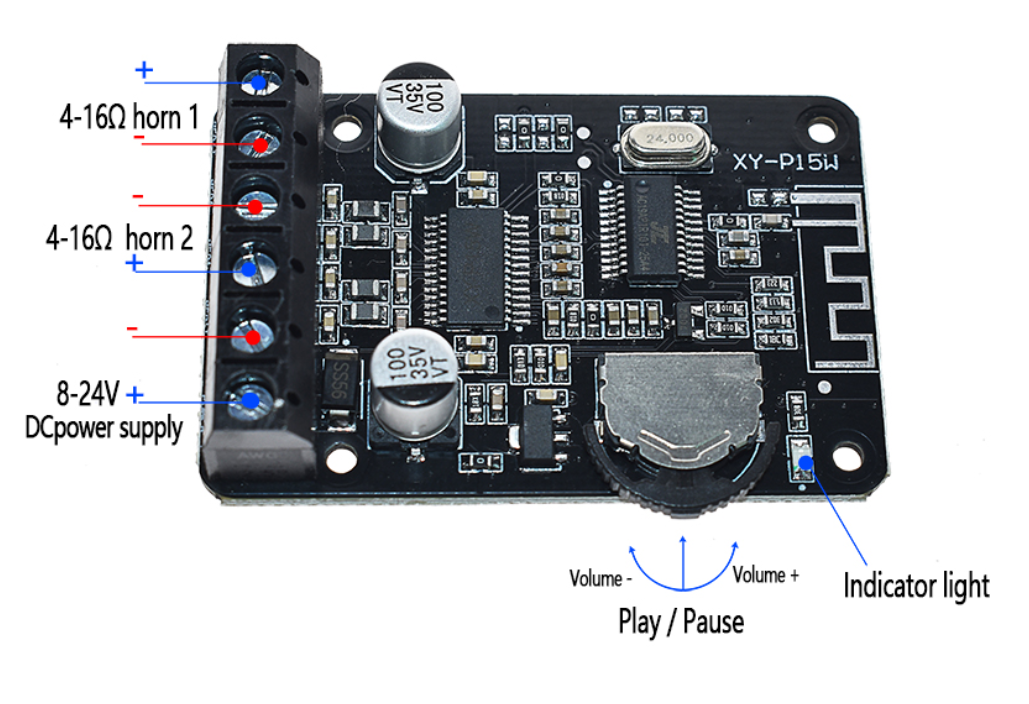 +
4-16Ω horn 1
-
-
4-16Ω horn 2
+
-
8-24V +
DCpower supply
100
35V
VT
24.000
XY-P15W
100
35V
VT
SS56
Volume -
Volume +
Play / Pause
Indicator light